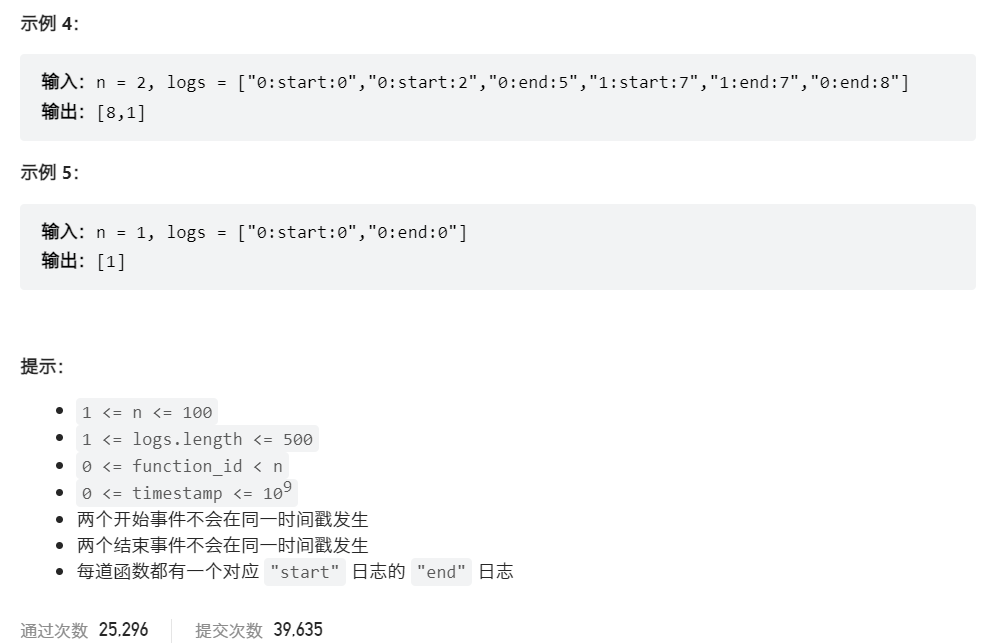 示例 4：
输入：n = 2, logs = ["0:start:0","0:start:2","0:end:5","1:start:7","1:end:7","0:end:8"]
输出：[8,1]
示例 5：
输入：n = 1, logs = ["0:start:0","0:end:0"]
输出：[1]
提示：
• 1 <= n <= 100
• 1 <= logs.length <= 500
• 0 <= function_id < n
• 0 <= timestamp <= 10⁹
• 两个开始事件不会在同一时间戳发生
• 两个结束事件不会在同一时间戳发生
• 每道函数都有一个对应 "start" 日志的 "end" 日志
通过次数 25,296 提交次数 39,635